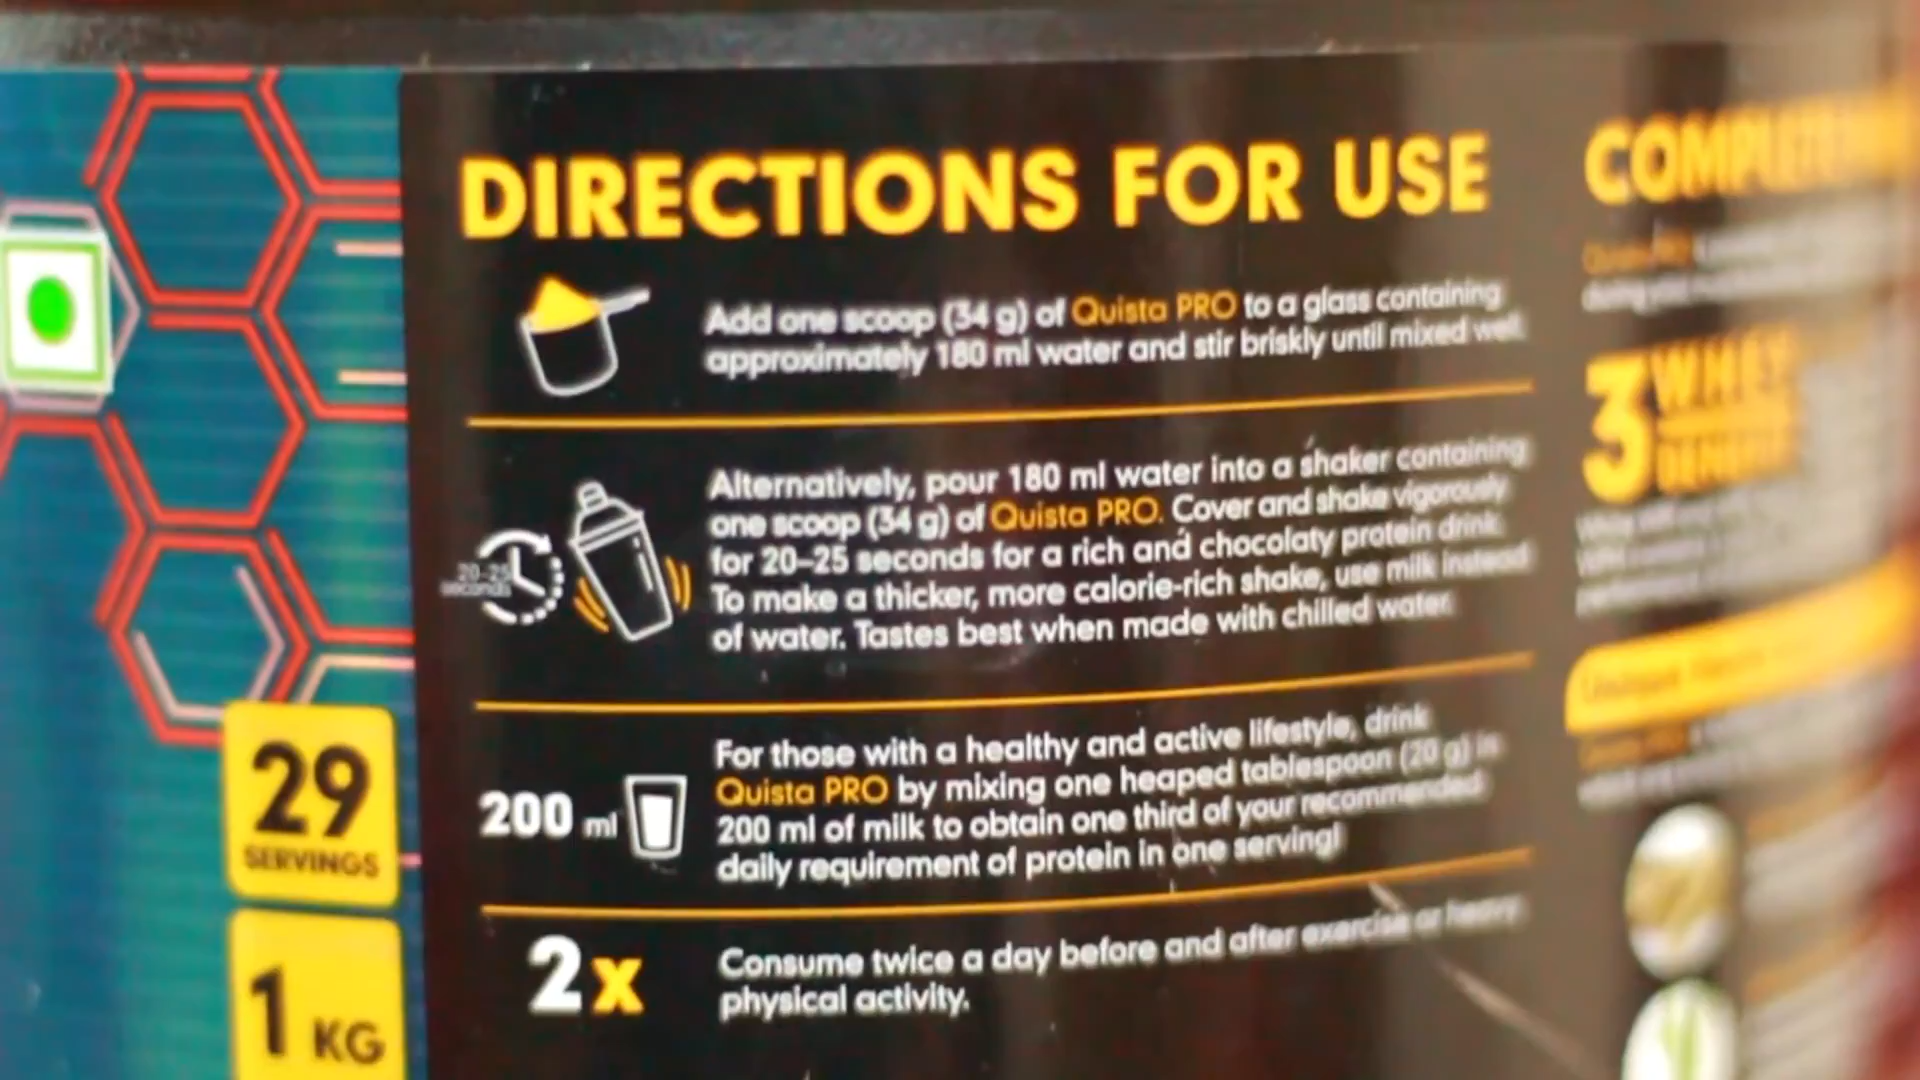 DIRECTIONS FOR USE
Add one scoop (34 g) of Quista PRO to a glass containing
approximately 180 ml water and stir briskly until mixed well.
Alternatively, pour 180 ml water into a shaker containing
one scoop (34 g) of Quista PRO. Cover and shake vigorously
for 20–25 seconds for a rich and chocolaty protein drink.
To make a thicker, more calorie-rich shake, use milk instead
of water. Tastes best when made with chilled water.
20–25
seconds
For those with a healthy and active lifestyle, drink
Quista PRO by mixing one heaped tablespoon (20 g) in
200 ml of milk to obtain one third of your recommended
daily requirement of protein in one serving!
200 ml
2 x
Consume twice a day before and after exercise or heavy
physical activity.
29
SERVINGS
1 KG
3 WHEY